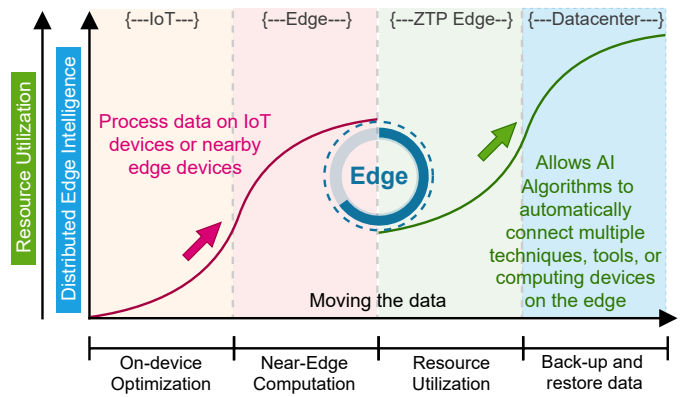 {---IoT---}
{---Edge---}
{---ZTP Edge--}
{---Datacenter---}
Resource Utilization
Distributed Edge Intelligence
Process data on IoT
devices or nearby
edge devices
Edge
Allows AI
Algorithms to
automatically
connect multiple
techniques, tools, or
computing devices
on the edge
Moving the data
On-device
Optimization
Near-Edge
Computation
Resource
Utilization
Back-up and
restore data